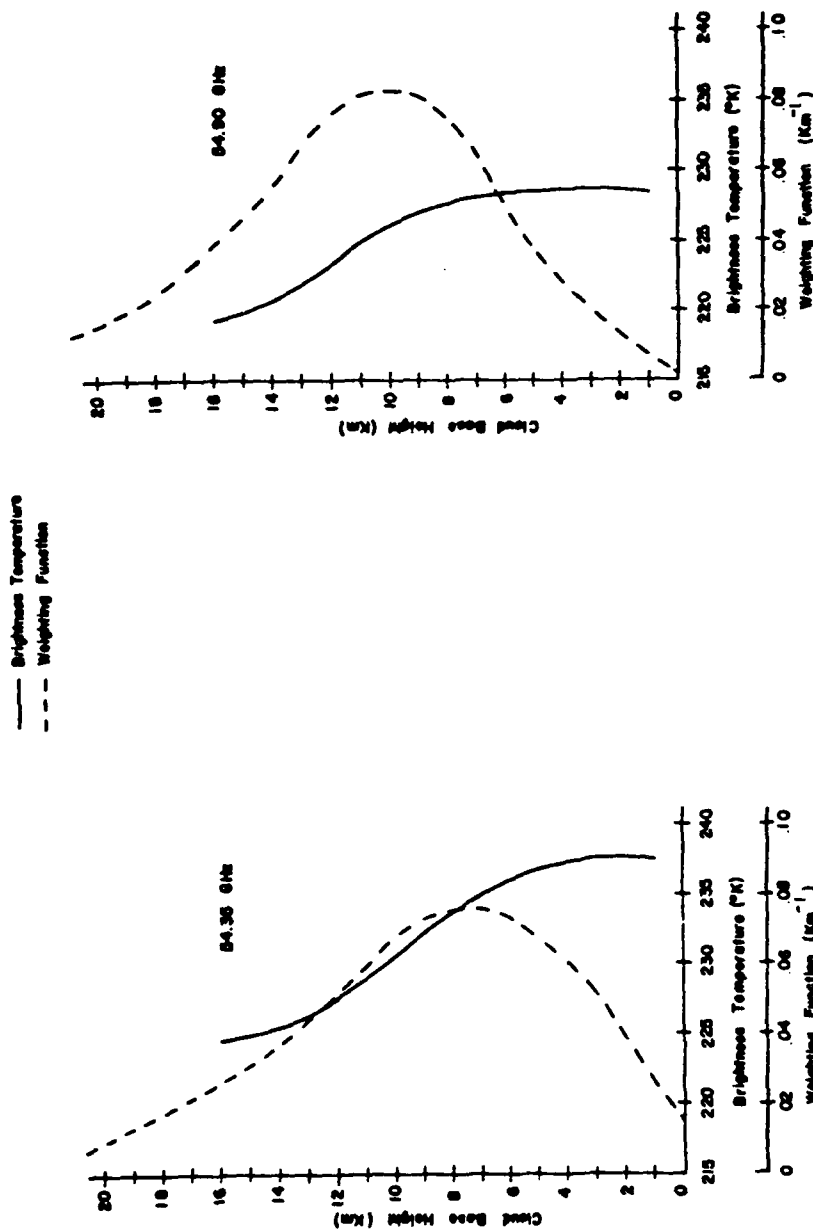 Brightness Temperature
Weighting Function
54.35 GHz
20
16
14
12
10
8
6
4
2
0
Cloud Base Height (Km)
215 220 225 230 235 240
Brightness Temperature (°K)
0 .02 .04 .06 .08 .10
Weighting Function (Km-1)
54.90 GHz
20
18
16
14
12
10
8
6
4
2
0
Cloud Base Height (Km)
215 220 225 230 235 240
Brightness Temperature (°K)
0 .02 .04 .06 .08 .10
Weighting Function (Km-1)